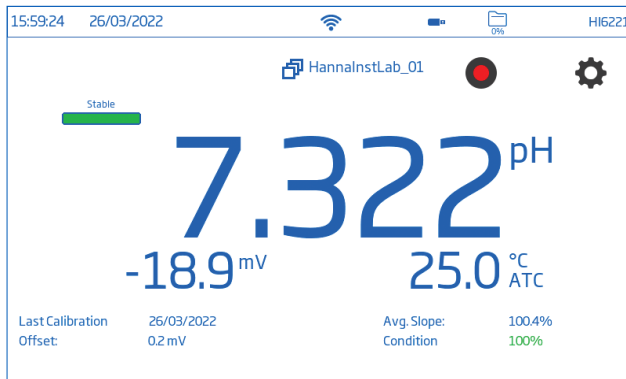 15:59:24 26/03/2022 0% HI6221
HannaInstLab_01
Stable
7.322 pH
-18.9 mV 25.0 °C ATC
Last Calibration 26/03/2022 Avg. Slope: 100.4%
Offset: 0.2 mV Condition 100%